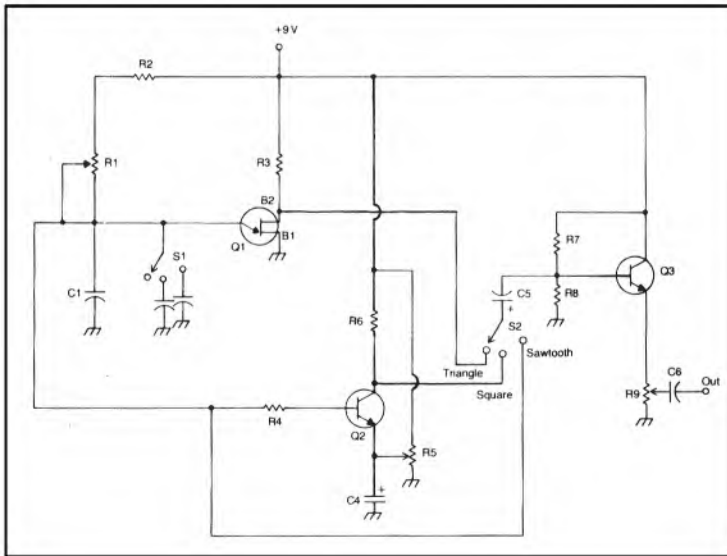 +9 V
R2
R1
R3
B2
B1
Q1
S1
C1
R7
R8
Q3
C5
+
S2
R6
Sawtooth
Triangle
Square
C6
Out
R9
R4
Q2
R5
C4
+